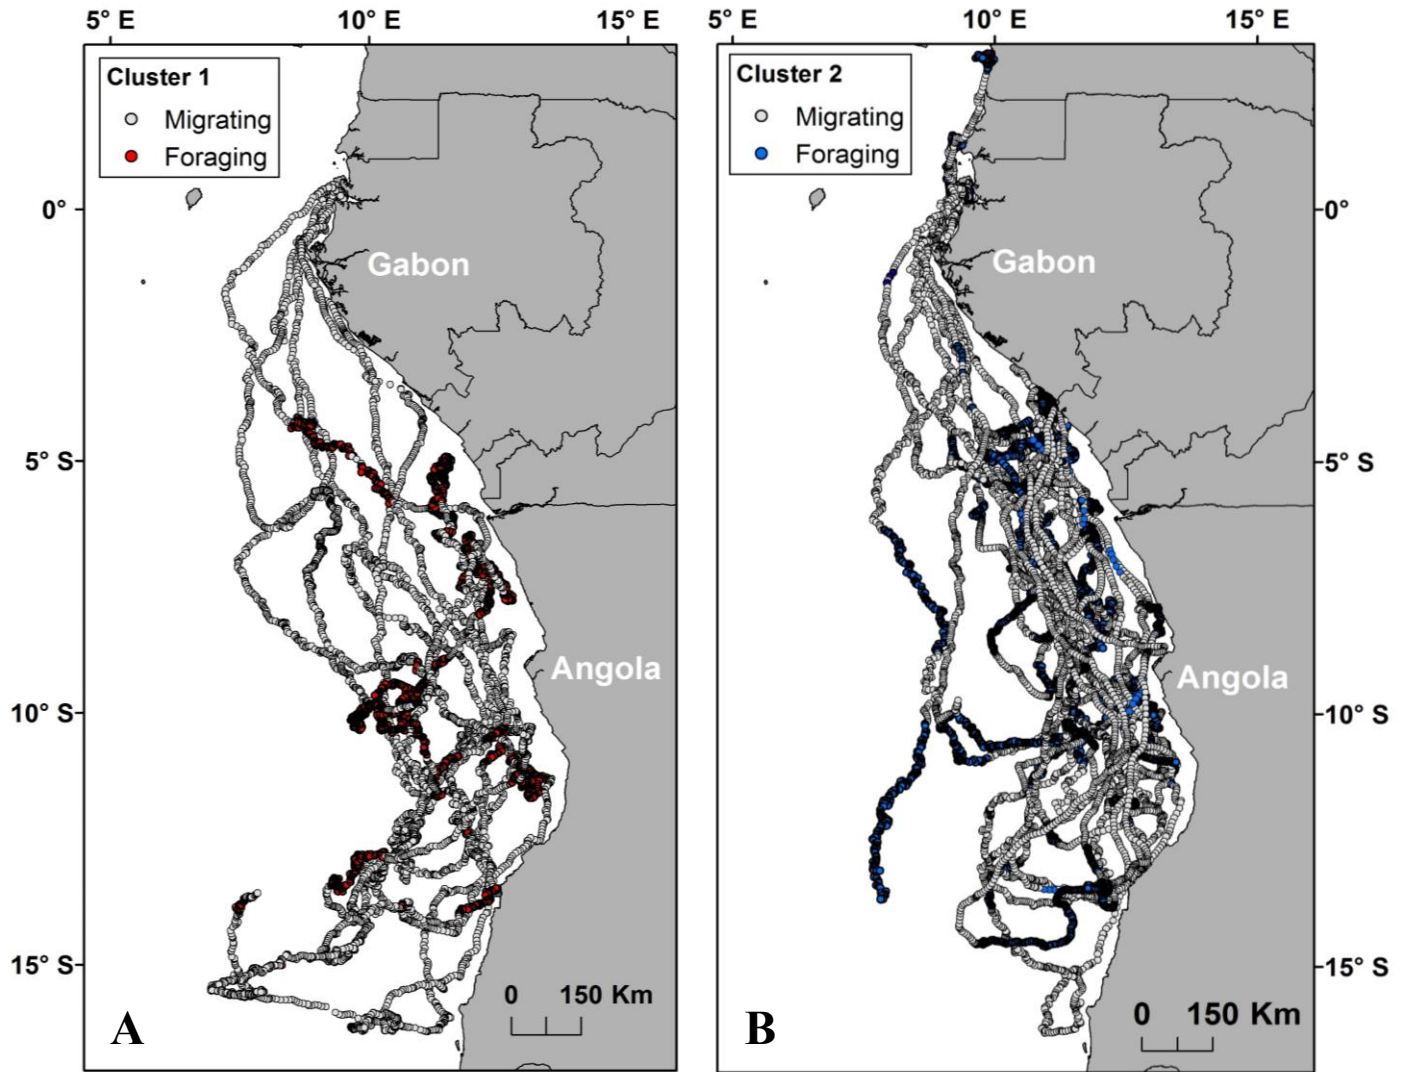 5° E 10° E 15° E
5° E 10° E 15° E
Cluster 1
Migrating
Foraging
Cluster 2
Migrating
Foraging
0°
0°
Gabon
Gabon
5° S
5° S
Angola
Angola
10° S
10° S
15° S
15° S
0 150 Km
0 150 Km
A
B